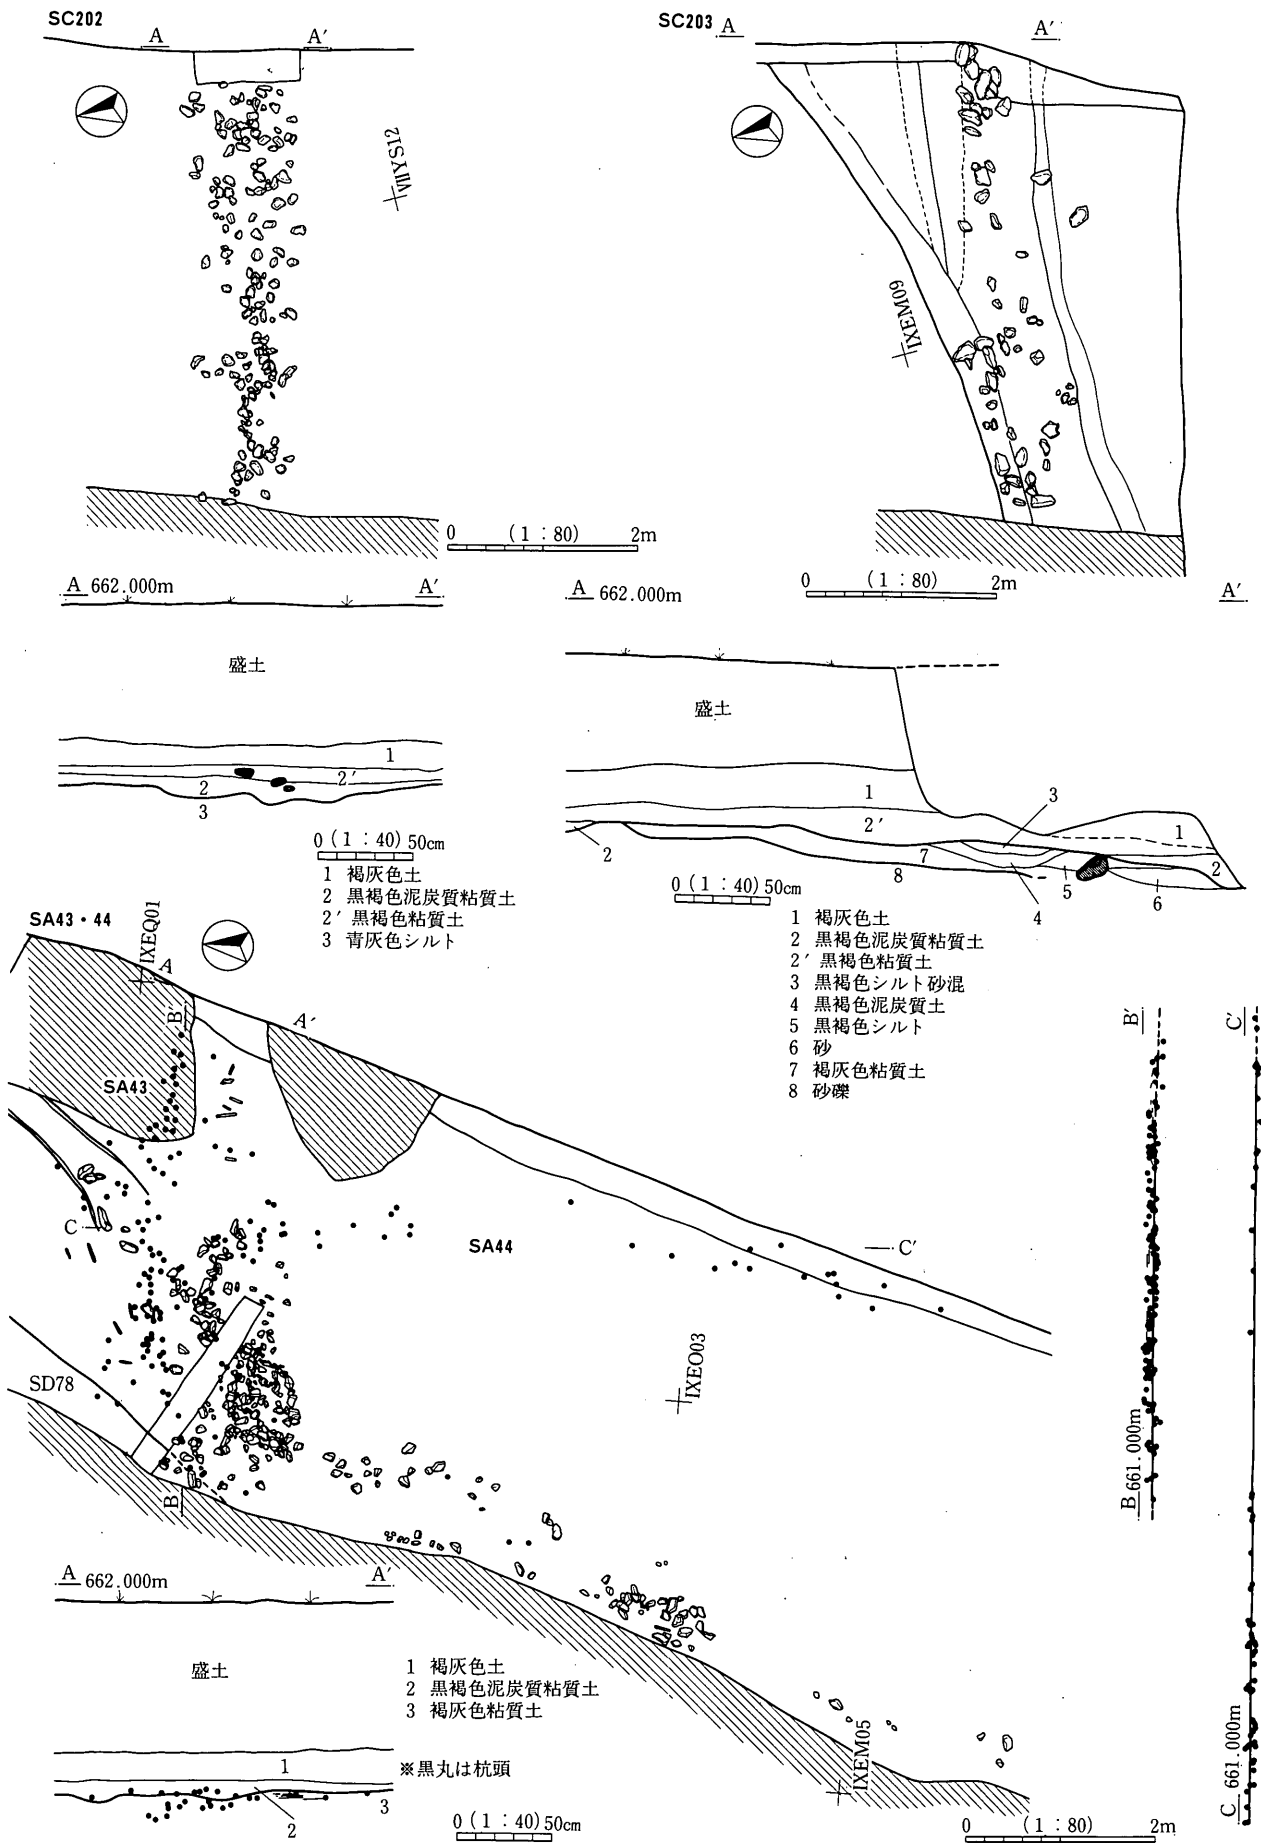 SC202
A A′
VIIYS12
0 (1:80) 2m
SC203 A A′
IXEM09
0 (1:80) 2m
A 662.000m A′
盛土
1
2′
2
3
0 (1:40) 50cm
1 褐灰色土
2 黒褐色泥炭質粘質土
2′ 黒褐色粘質土
3 青灰色シルト
A 662.000m A′
盛土
1
3
2′
1
2
7
8
2
5
6
4
0 (1:40) 50cm
1 褐灰色土
2 黒褐色泥炭質粘質土
2′ 黒褐色粘質土
3 黒褐色シルト砂混
4 黒褐色泥炭質土
5 黒褐色シルト
6 砂
7 褐灰色粘質土
8 砂礫
SA43・44
IXEQ01
A
B′
A′
SA43
C
SA44
C′
IXEO03
SD78
B
IXEM05
0 (1:80) 2m
B 661.000m B′
C 661.000m C′
A 662.000m A′
盛土
1
3
2
0 (1:40) 50cm
1 褐灰色土
2 黒褐色泥炭質粘質土
3 褐灰色粘質土
※黒丸は杭頭